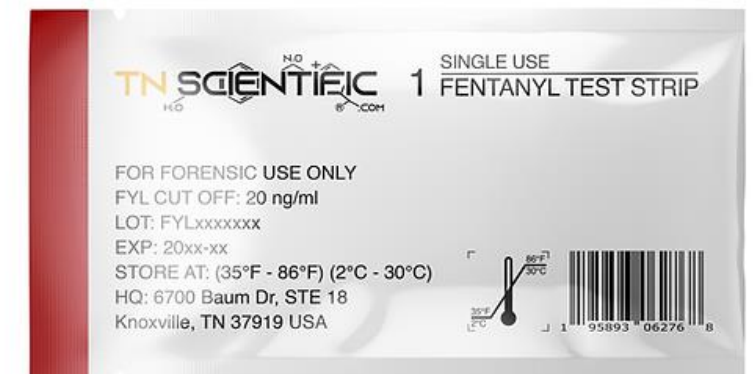 TN SCIENTIFIC
N.O +
H.O ® .COM
1 SINGLE USE
FENTANYL TEST STRIP
FOR FORENSIC USE ONLY
FYL CUT OFF: 20 ng/ml
LOT: FYLxxxxxxx
EXP: 20xx-xx
STORE AT: (35°F - 86°F) (2°C - 30°C)
HQ: 6700 Baum Dr, STE 18
Knoxville, TN 37919 USA
86°F
30°C
35°F
2°C
1 95893 06276 8